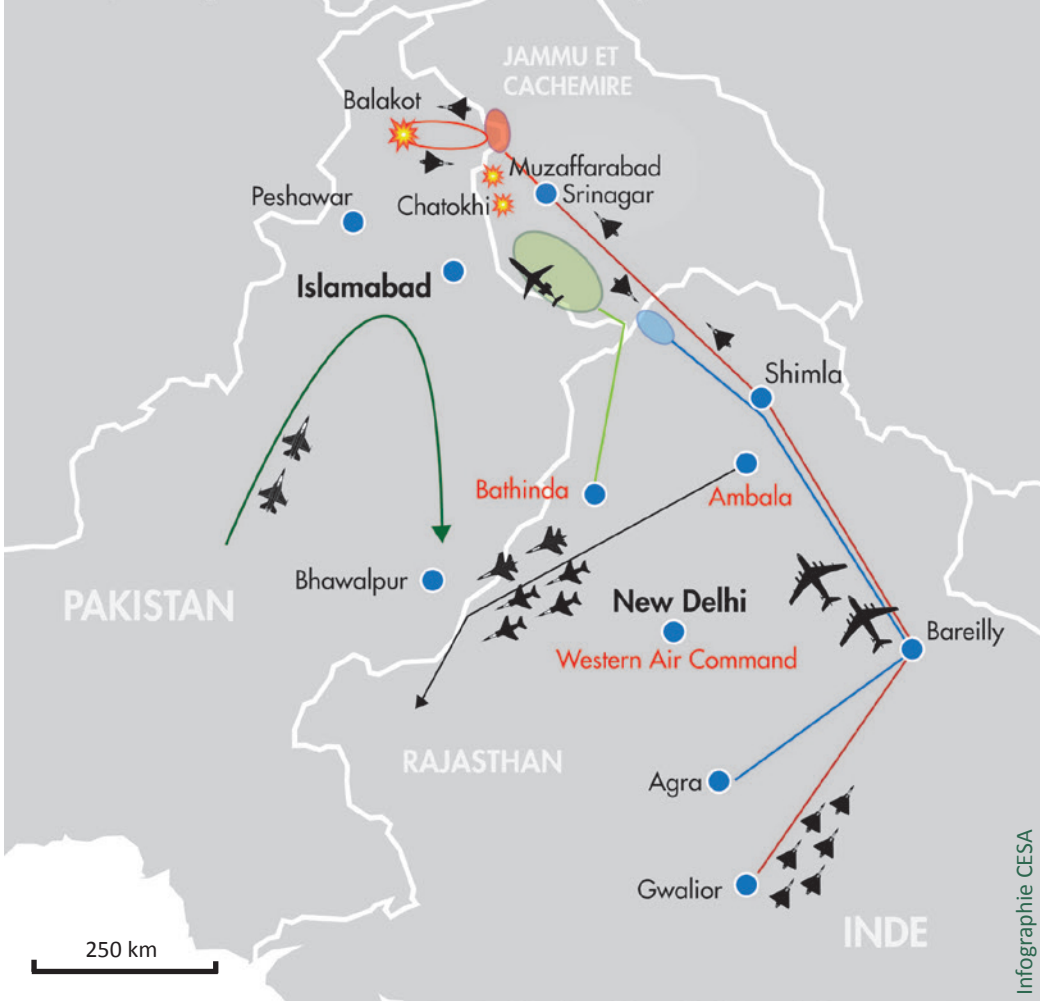 JAMMU ET
CACHEMIRE
Balakot
Muzaffarabad
Peshawar
Srinagar
Chatokhi
Islamabad
Shimla
Bathinda
Ambala
Bhawalpur
PAKISTAN
New Delhi
Bareilly
Western Air Command
RAJASTHAN
Agra
Gwalior
INDE
250 km
Infographie CESA